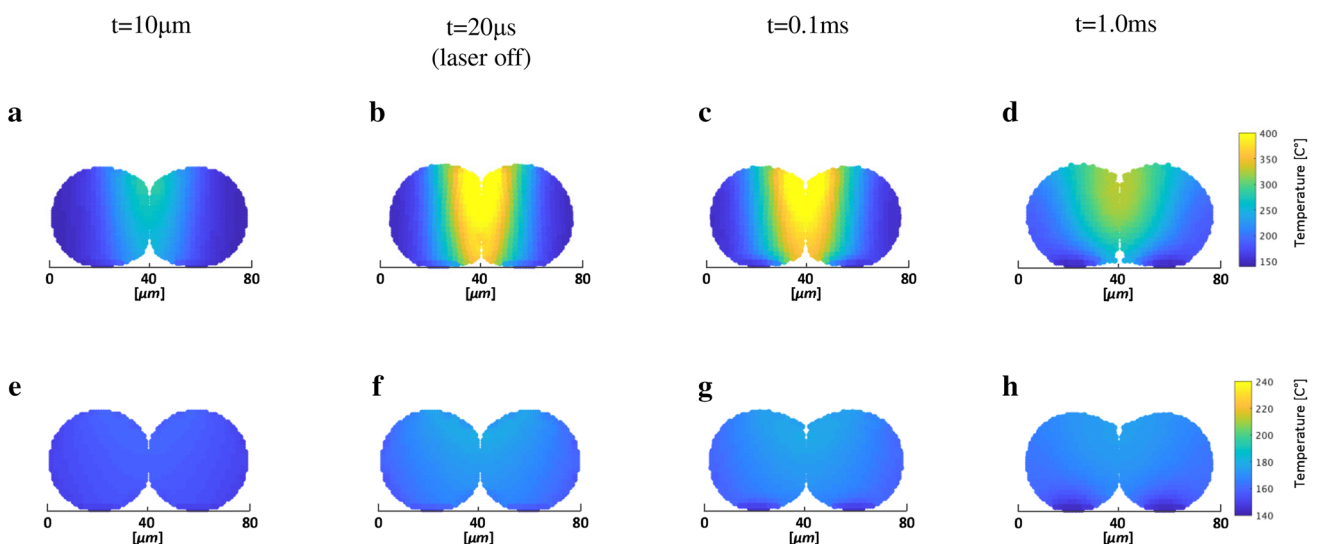 t=10μm
t=20μs
(laser off)
t=0.1ms
t=1.0ms
a
b
c
d
0
40
80
[μm]
0
40
80
[μm]
0
40
80
[μm]
0
40
80
[μm]
400
350
300
250
200
150
Temperature [C°]
e
f
g
h
0
40
80
[μm]
0
40
80
[μm]
0
40
80
[μm]
0
40
80
[μm]
240
220
200
180
160
140
Temperature [C°]